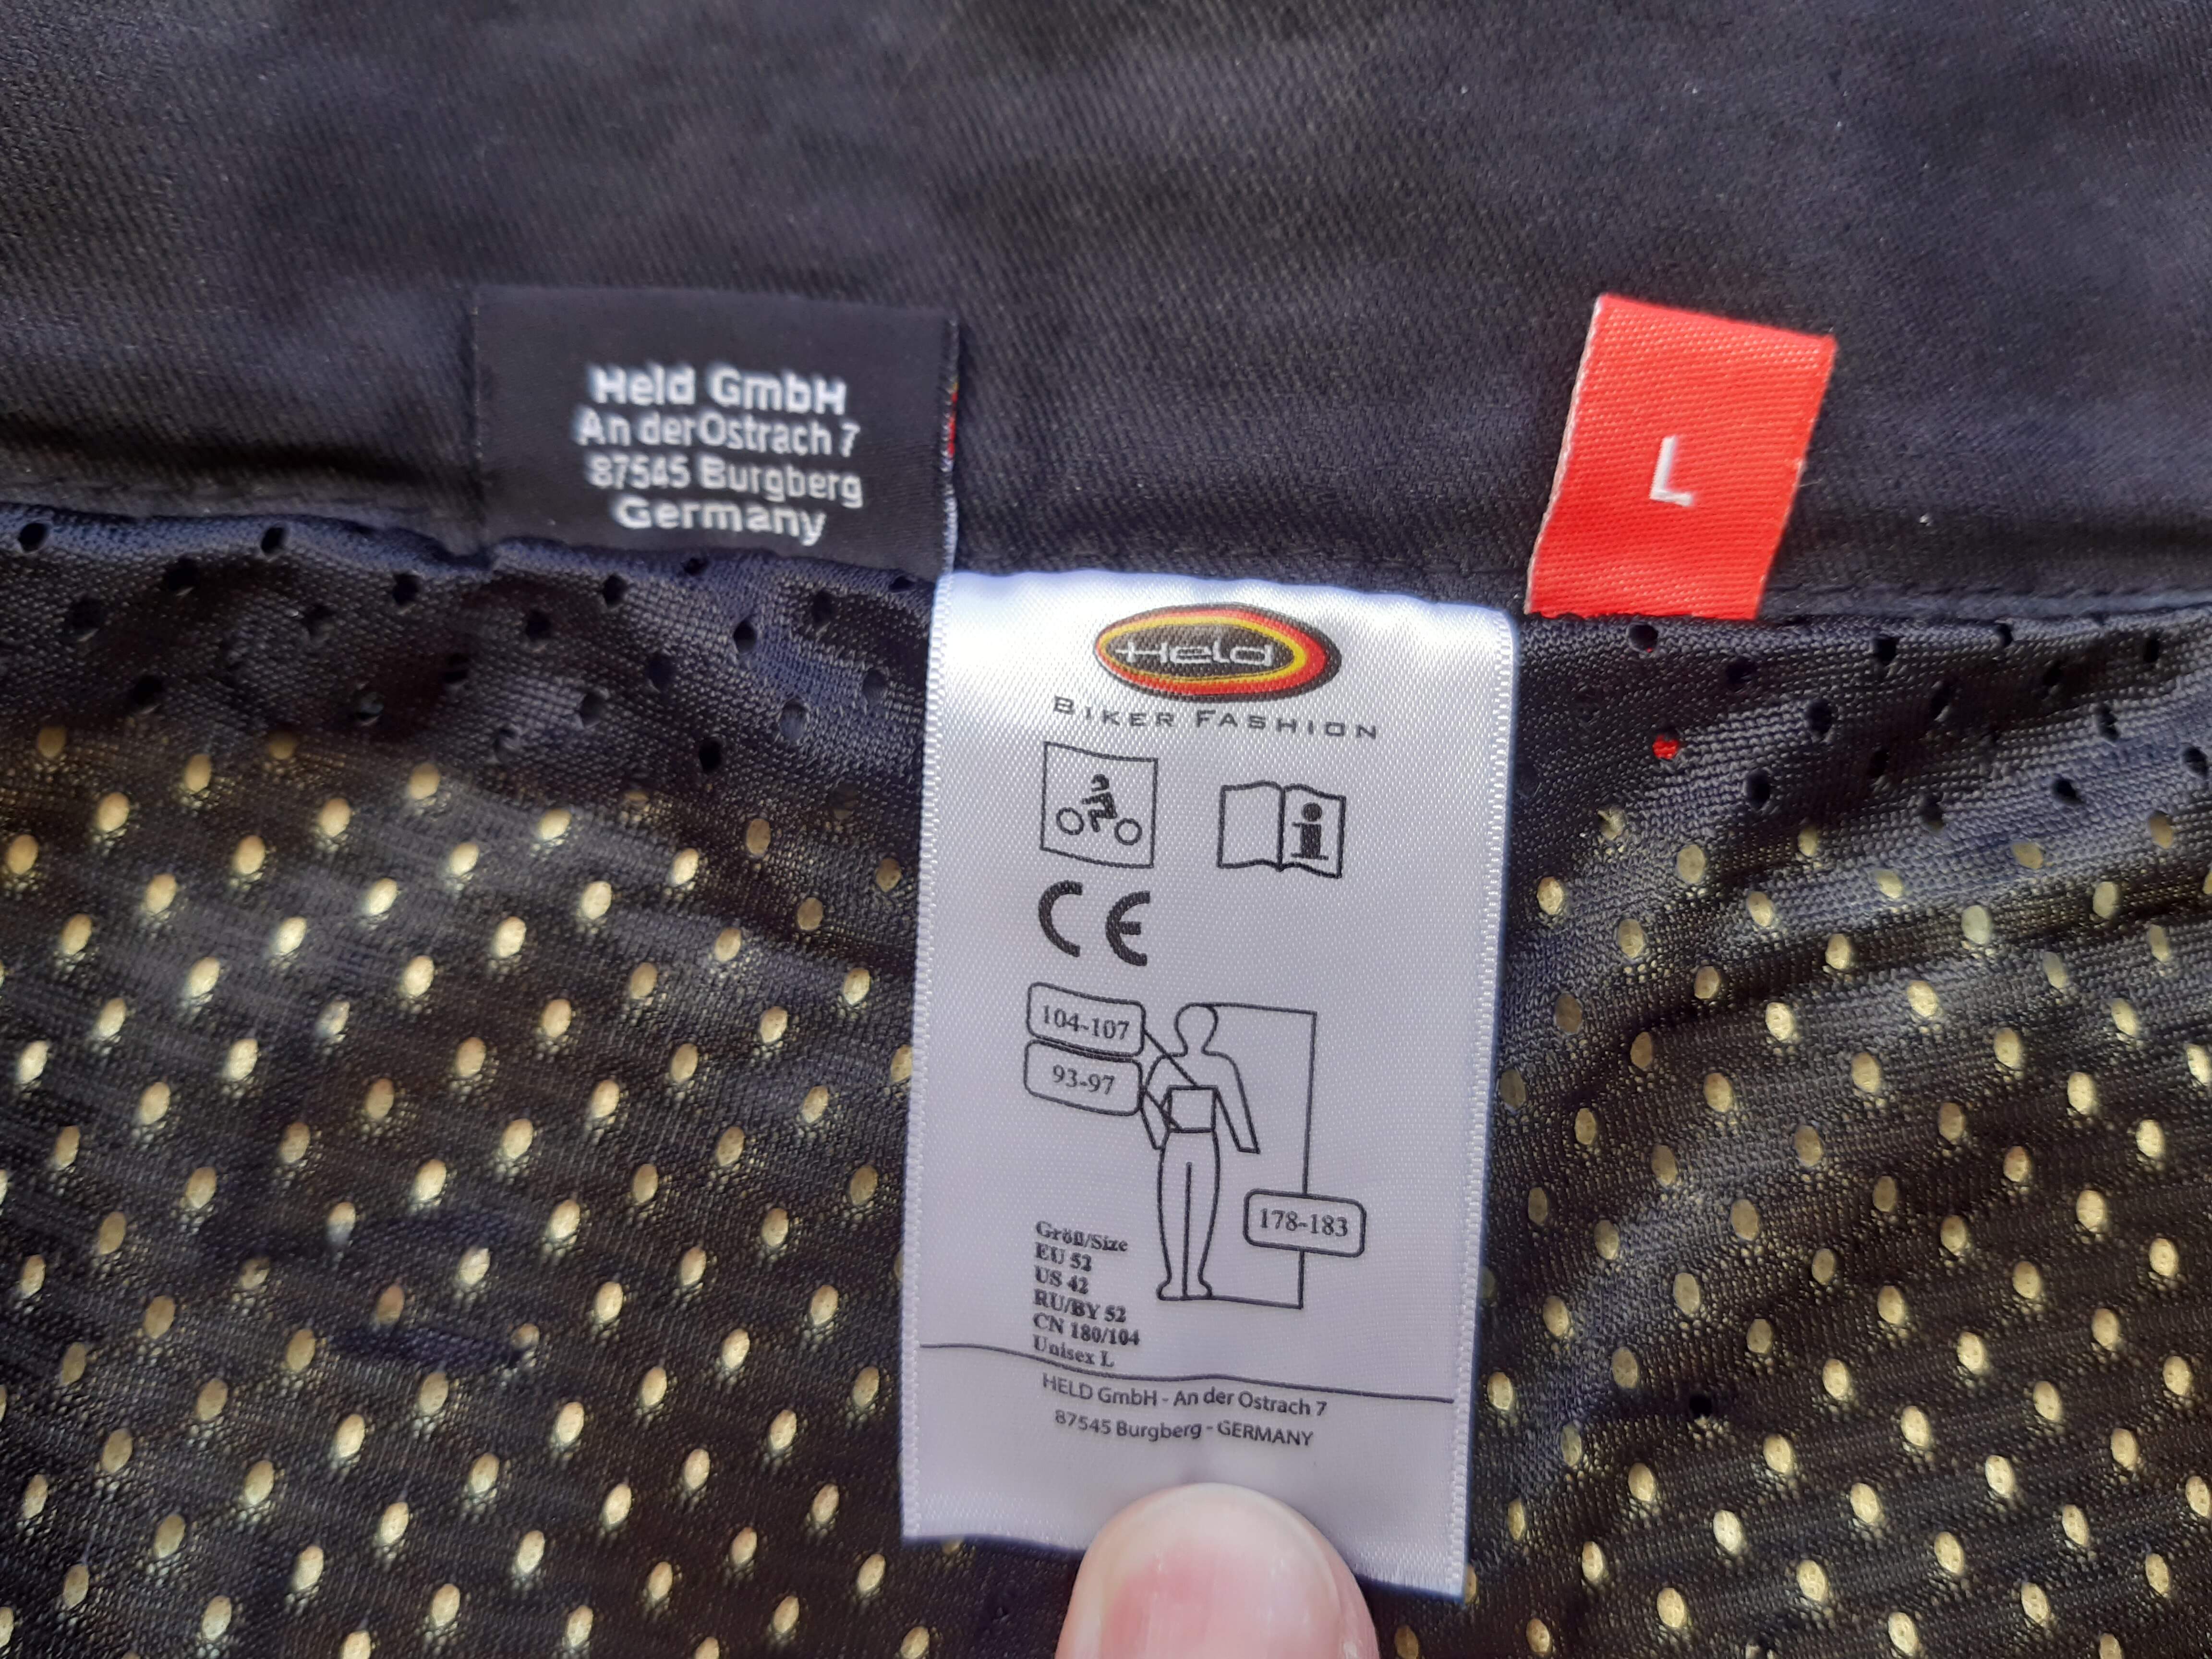 Held GmbH
An der Ostrach 7
87545 Burgberg
Germany
L
Held
BIKER FASHION
i
CE
104-107
93-97
178-183
Größ/Size
EU 52
US 42
RU/BY 52
CN 180/104
Unisex L
HELD GmbH - An der Ostrach 7
87545 Burgberg - GERMANY